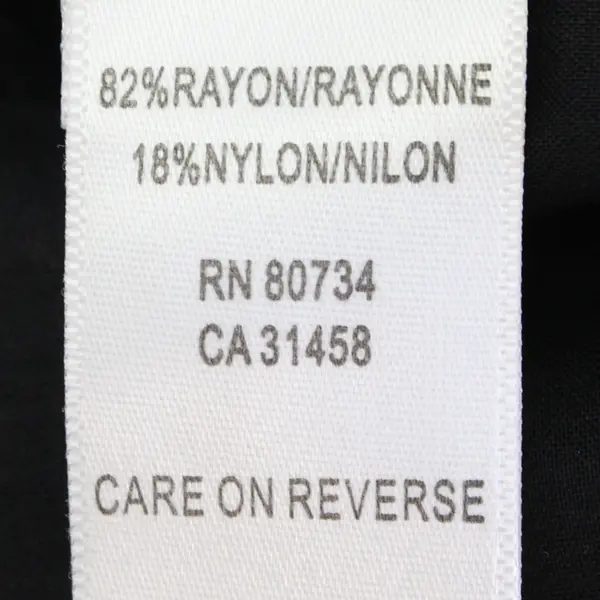 82%RAYON/RAYONNE
18%NYLON/NILON
RN 80734
CA 31458
CARE ON REVERSE